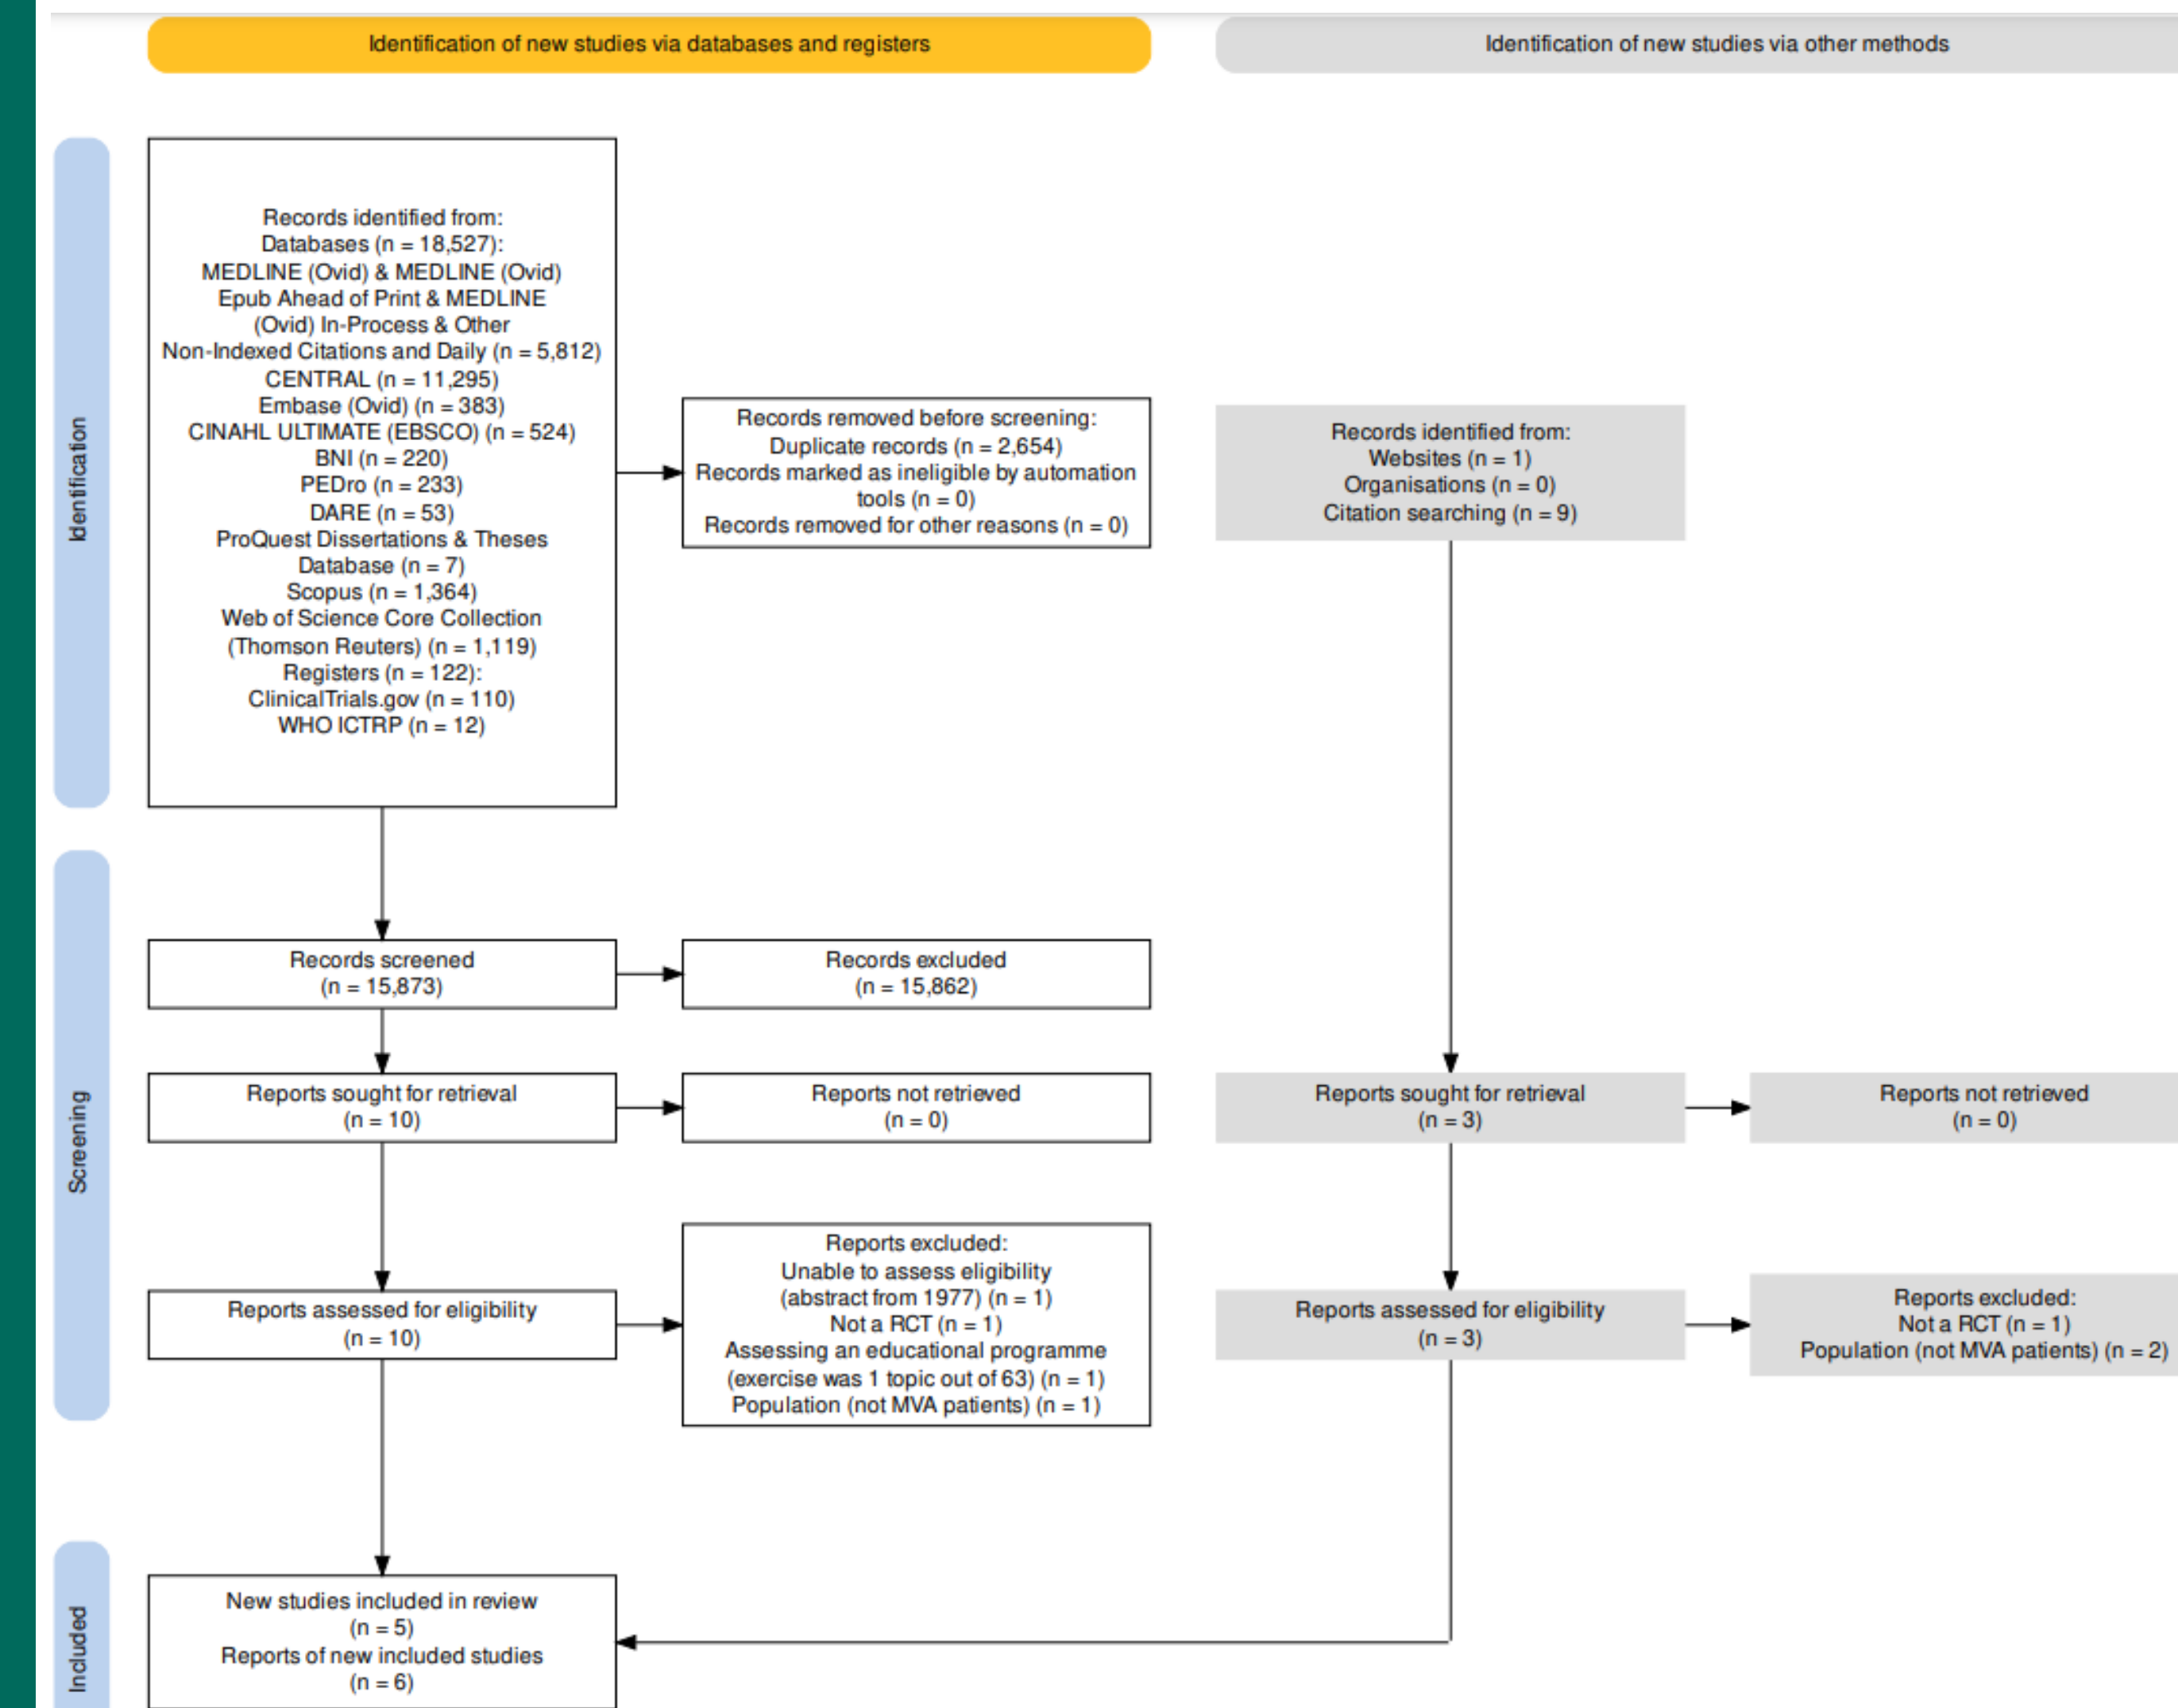 Identification of new studies via databases and registers
Identification of new studies via other methods
Identification
Records identified from:
Databases (n = 18,527):
MEDLINE (Ovid) & MEDLINE (Ovid)
Epub Ahead of Print & MEDLINE
(Ovid) In-Process & Other
Non-Indexed Citations and Daily (n = 5,812)
CENTRAL (n = 11,295)
Embase (Ovid) (n = 383)
CINAHL ULTIMATE (EBSCO) (n = 524)
BNI (n = 220)
PEDro (n = 233)
DARE (n = 53)
ProQuest Dissertations & Theses
Database (n = 7)
Scopus (n = 1,364)
Web of Science Core Collection
(Thomson Reuters) (n = 1,119)
Registers (n = 122):
ClinicalTrials.gov (n = 110)
WHO ICTRP (n = 12)
Records removed before screening:
Duplicate records (n = 2,654)
Records marked as ineligible by automation
tools (n = 0)
Records removed for other reasons (n = 0)
Records identified from:
Websites (n = 1)
Organisations (n = 0)
Citation searching (n = 9)
Screening
Records screened
(n = 15,873)
Records excluded
(n = 15,862)
Reports sought for retrieval
(n = 10)
Reports not retrieved
(n = 0)
Reports sought for retrieval
(n = 3)
Reports not retrieved
(n = 0)
Reports assessed for eligibility
(n = 10)
Reports excluded:
Unable to assess eligibility
(abstract from 1977) (n = 1)
Not a RCT (n = 1)
Assessing an educational programme
(exercise was 1 topic out of 63) (n = 1)
Population (not MVA patients) (n = 1)
Reports assessed for eligibility
(n = 3)
Reports excluded:
Not a RCT (n = 1)
Population (not MVA patients) (n = 2)
Included
New studies included in review
(n = 5)
Reports of new included studies
(n = 6)